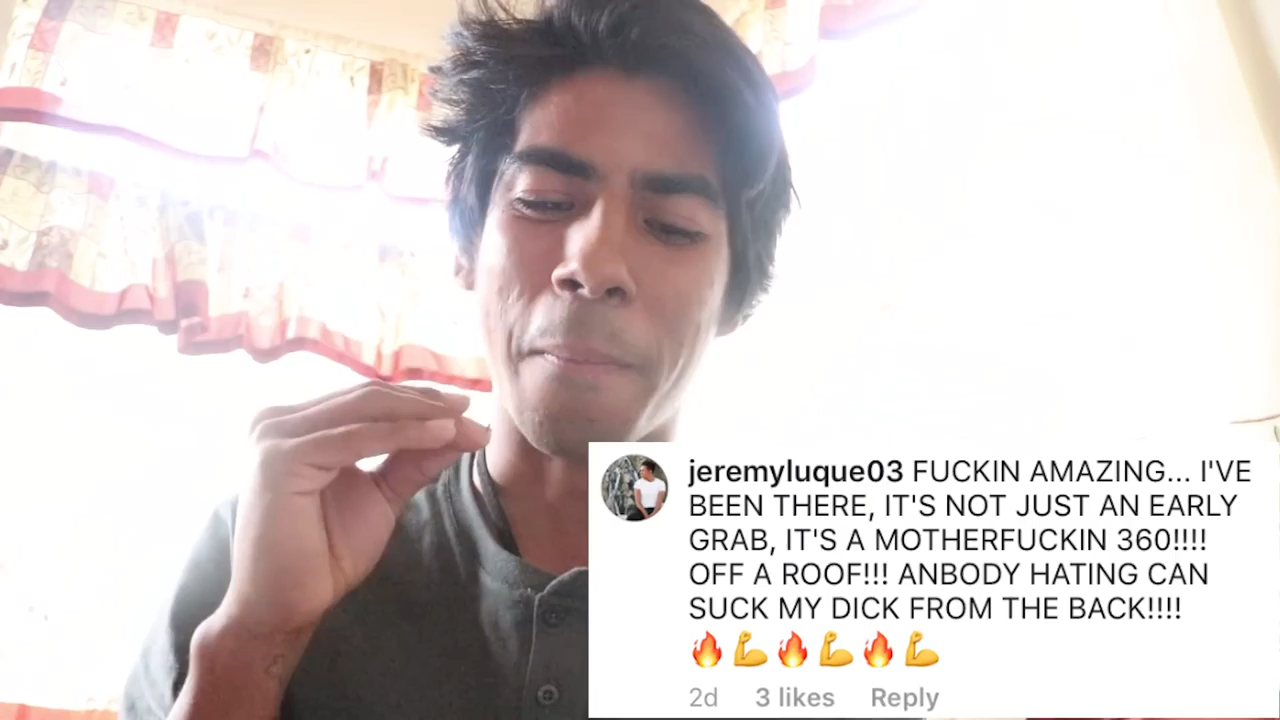 jeremyluque03 FUCKIN AMAZING... I'VE
BEEN THERE, IT'S NOT JUST AN EARLY
GRAB, IT'S A MOTHERFUCKIN 360!!!!
OFF A ROOF!!! ANBODY HATING CAN
SUCK MY DICK FROM THE BACK!!!!
🔥💪🔥💪🔥💪
2d 3 likes Reply